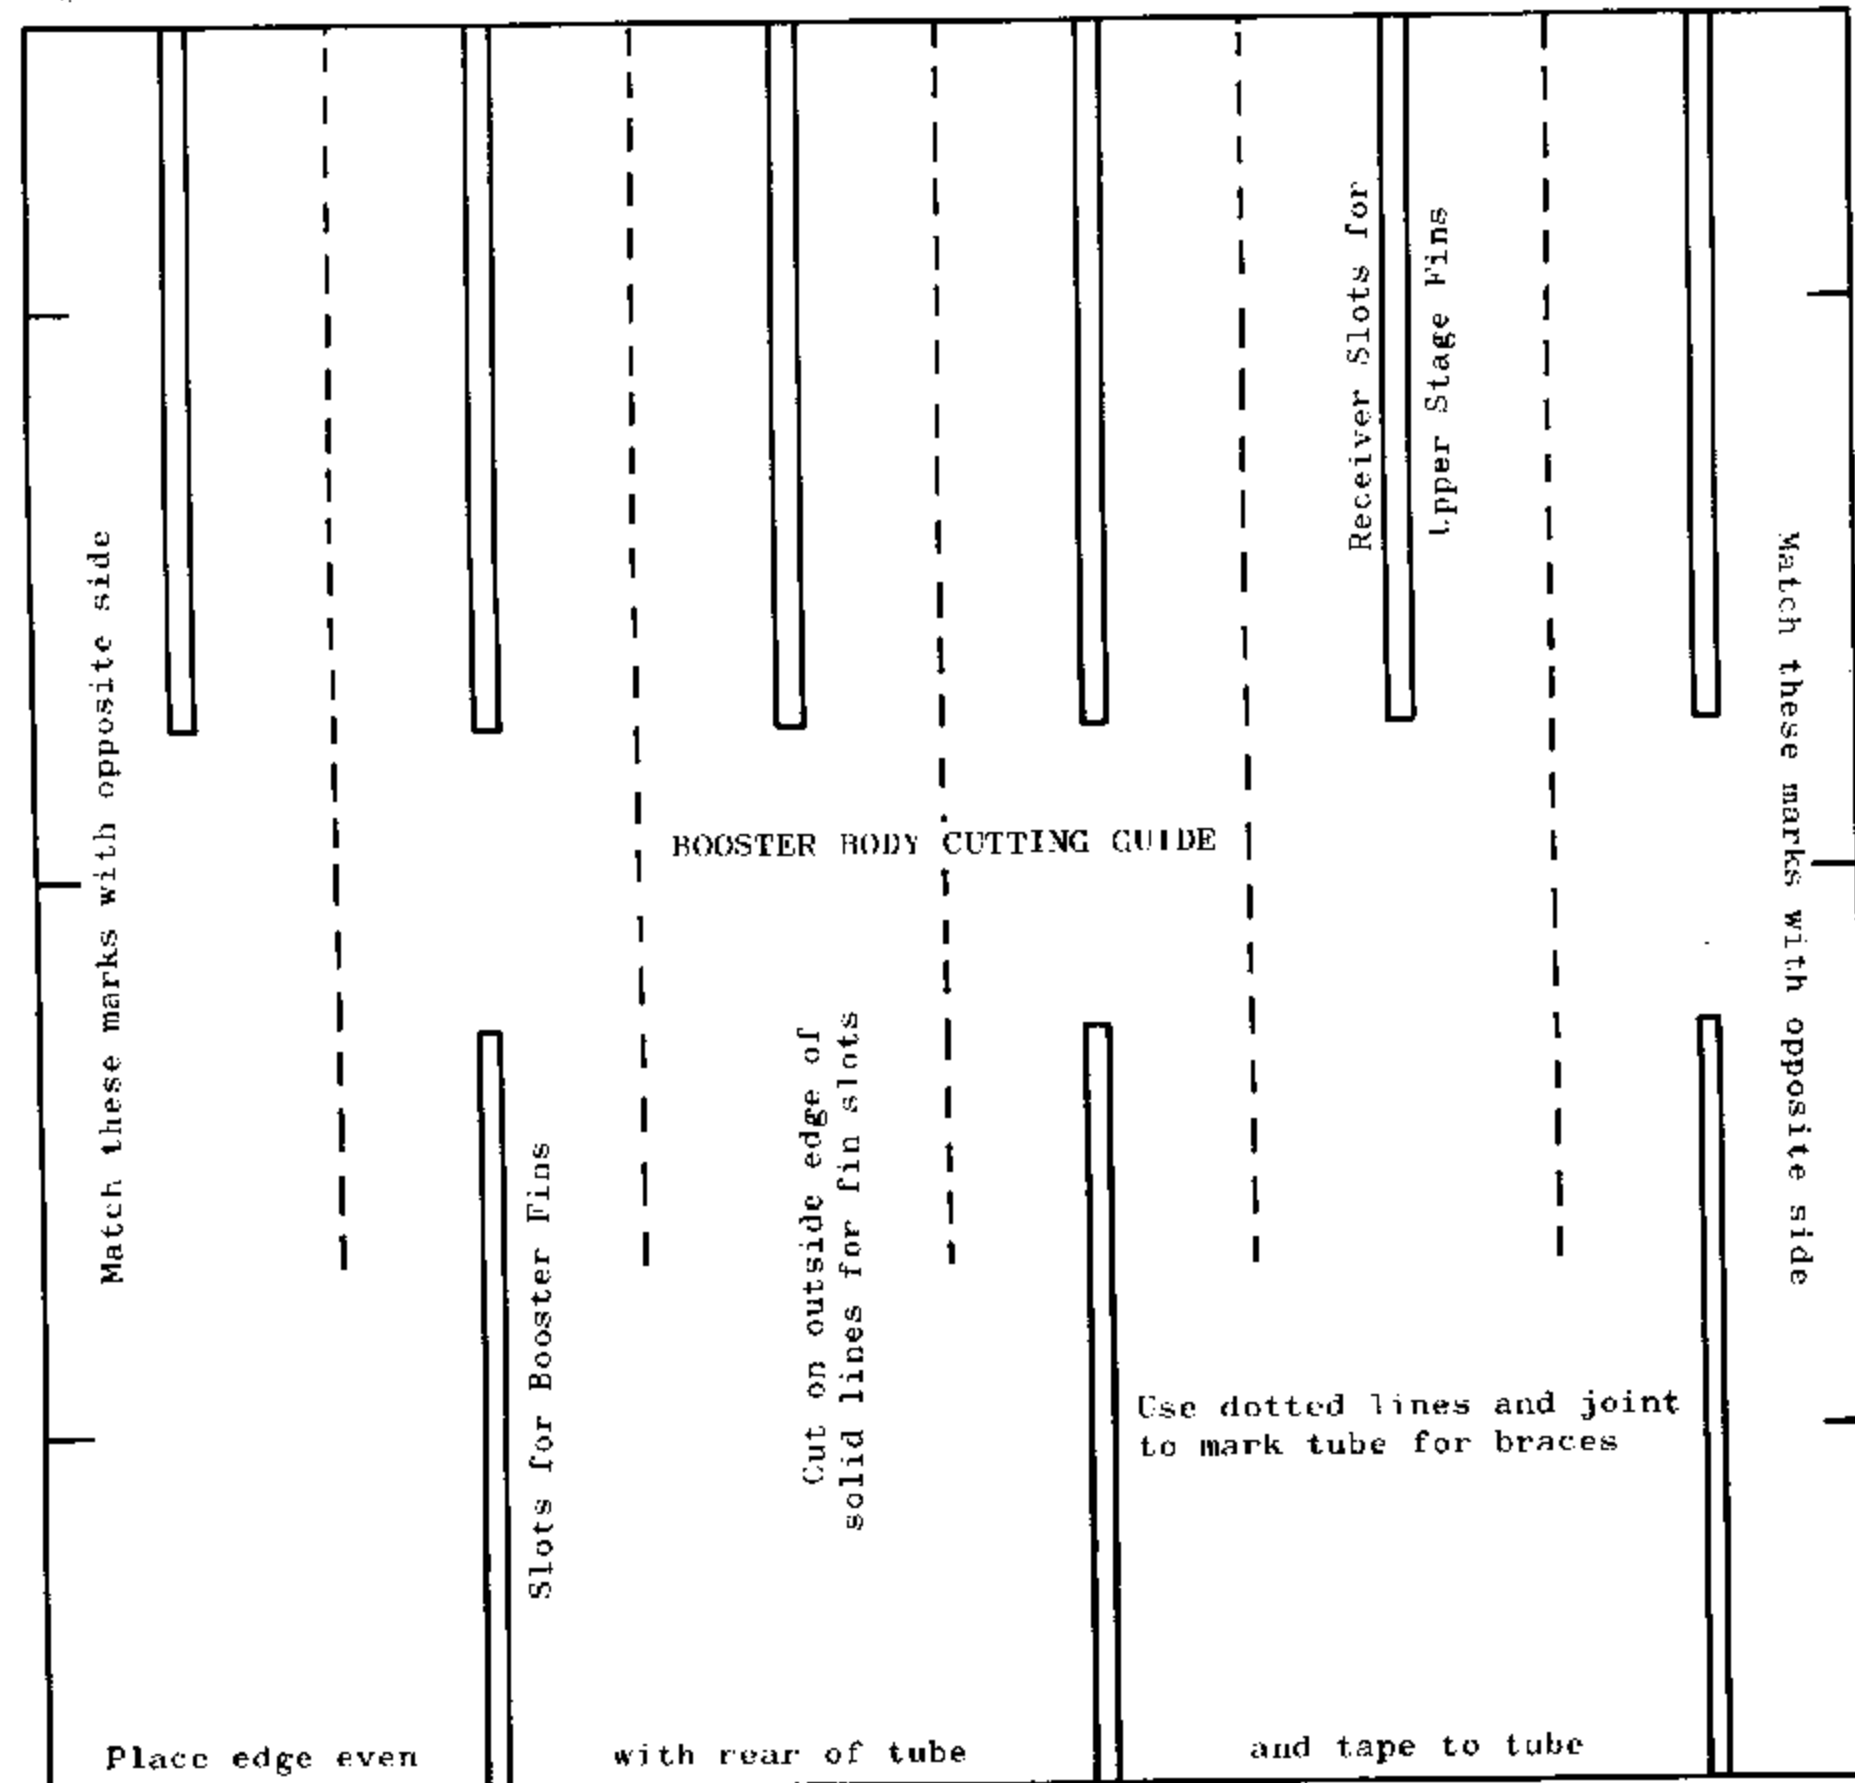 Receiver Slots for
Upper Stage Fins
Match these marks with opposite side
Match these marks with opposite side
BOOSTER BODY CUTTING GUIDE
Slots for Booster Fins
Cut on outside edge of
solid lines for fin slots
Use dotted lines and joint
to mark tube for braces
Place edge even with rear of tube and tape to tube